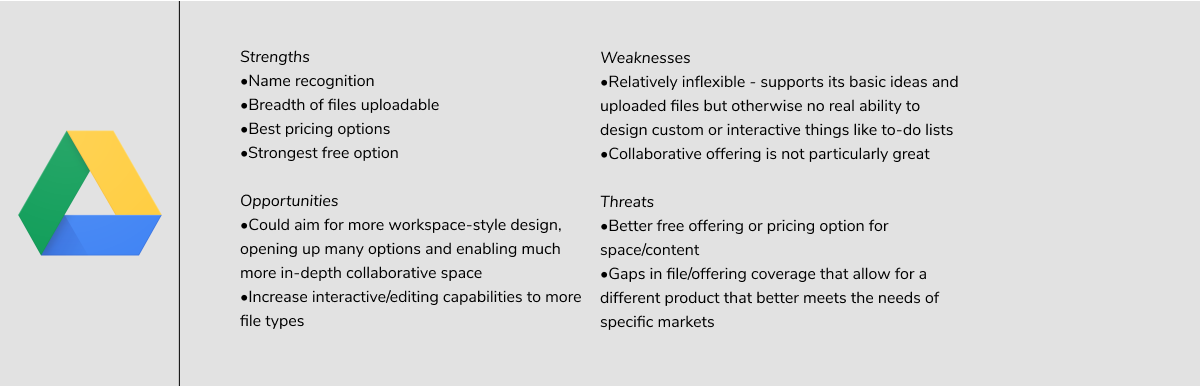 Strengths
•Name recognition
•Breadth of files uploadable
•Best pricing options
•Strongest free option
Weaknesses
•Relatively inflexible - supports its basic ideas and
uploaded files but otherwise no real ability to
design custom or interactive things like to-do lists
•Collaborative offering is not particularly great
Opportunities
•Could aim for more workspace-style design,
opening up many options and enabling much
more in-depth collaborative space
•Increase interactive/editing capabilities to more
file types
Threats
•Better free offering or pricing option for
space/content
•Gaps in file/offering coverage that allow for a
different product that better meets the needs of
specific markets